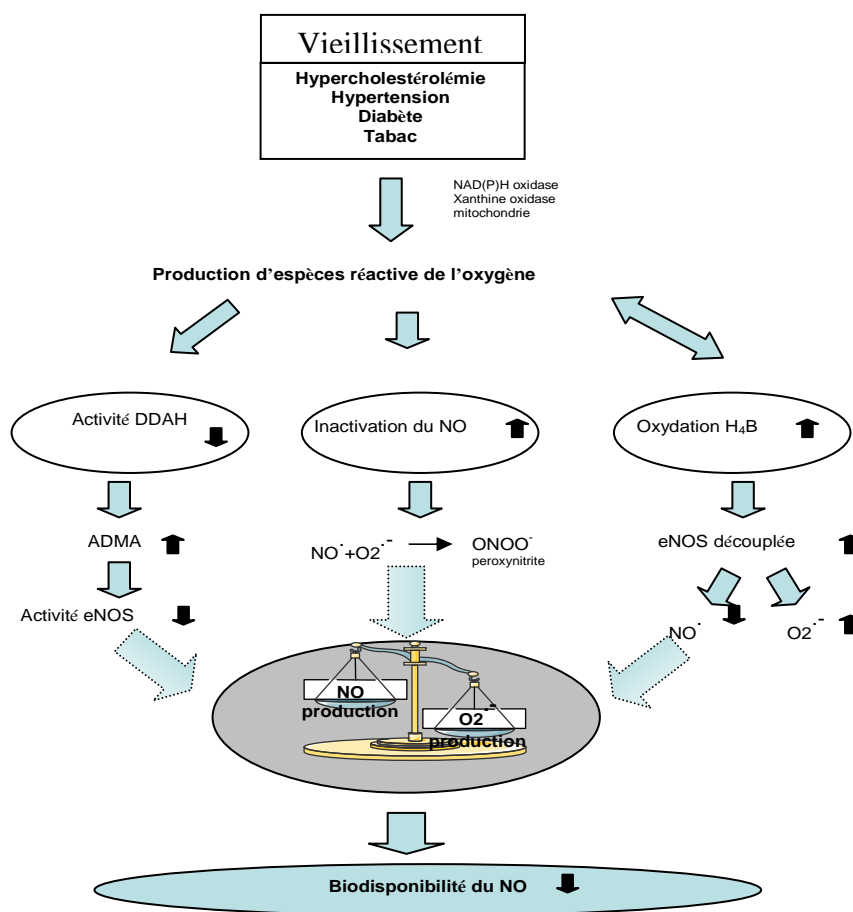 Vieillissement
Hypercholestérolémie
Hypertension
Diabète
Tabac
NAD(P)H oxidase
Xanthine oxidase
mitochondrie
Production d'espèces réactive de l'oxygène
Activité DDAH
Inactivation du NO
Oxydation H₄B
ADMA
NO˙+O2˙⁻
ONOO⁻
peroxynitrite
eNOS découplée
Activité eNOS
NO˙
O2˙⁻
NO
production
O2˙⁻
production
Biodisponibilité du NO